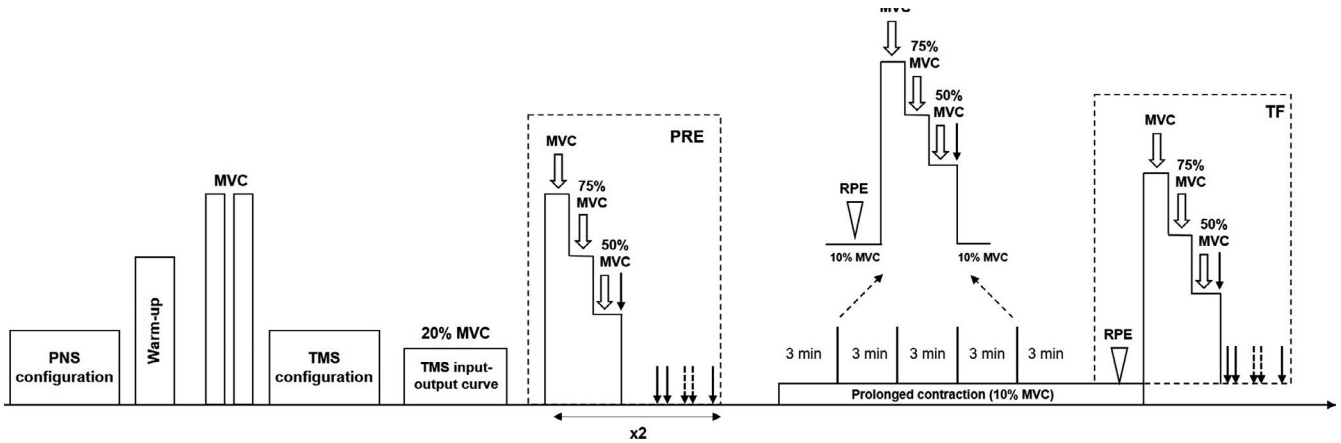 PNS
configuration
Warm-up
MVC
TMS
configuration
20% MVC
TMS input-
output curve
PRE
MVC
75%
MVC
50%
MVC
x2
MVC
75%
MVC
50%
MVC
RPE
10% MVC
10% MVC
3 min
3 min
3 min
3 min
3 min
Prolonged contraction (10% MVC)
RPE
TF
MVC
75%
MVC
50%
MVC